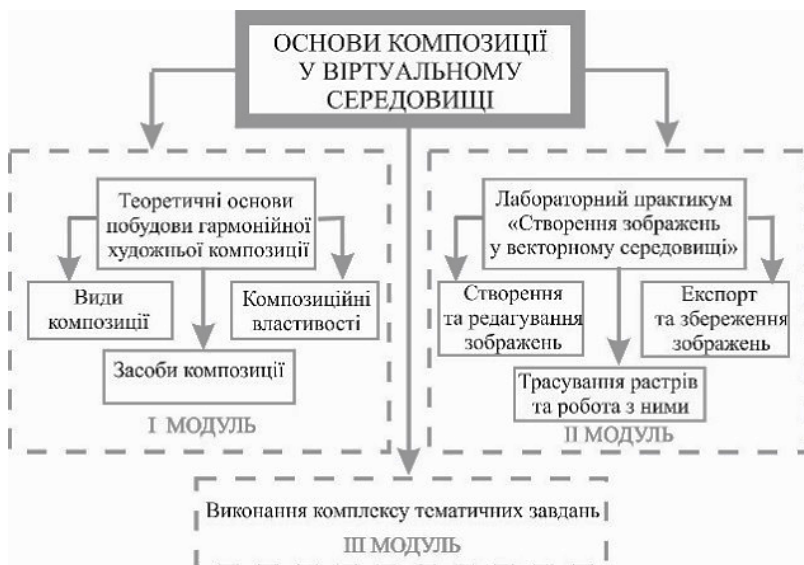 ОСНОВИ КОМПОЗИЦІЇ
У ВІРТУАЛЬНОМУ
СЕРЕДОВИЩІ
Теоретичні основи
побудови гармонійної
художньої композиції
Види
композиції
Композиційні
властивості
Засоби композиції
І МОДУЛЬ
Лабораторний практикум
«Створення зображень
у векторному середовищі»
Створення
та редагування
зображень
Експорт
та збереження
зображень
Трасування растрів
та робота з ними
ІІ МОДУЛЬ
Виконання комплексу тематичних завдань
ІІІ МОДУЛЬ